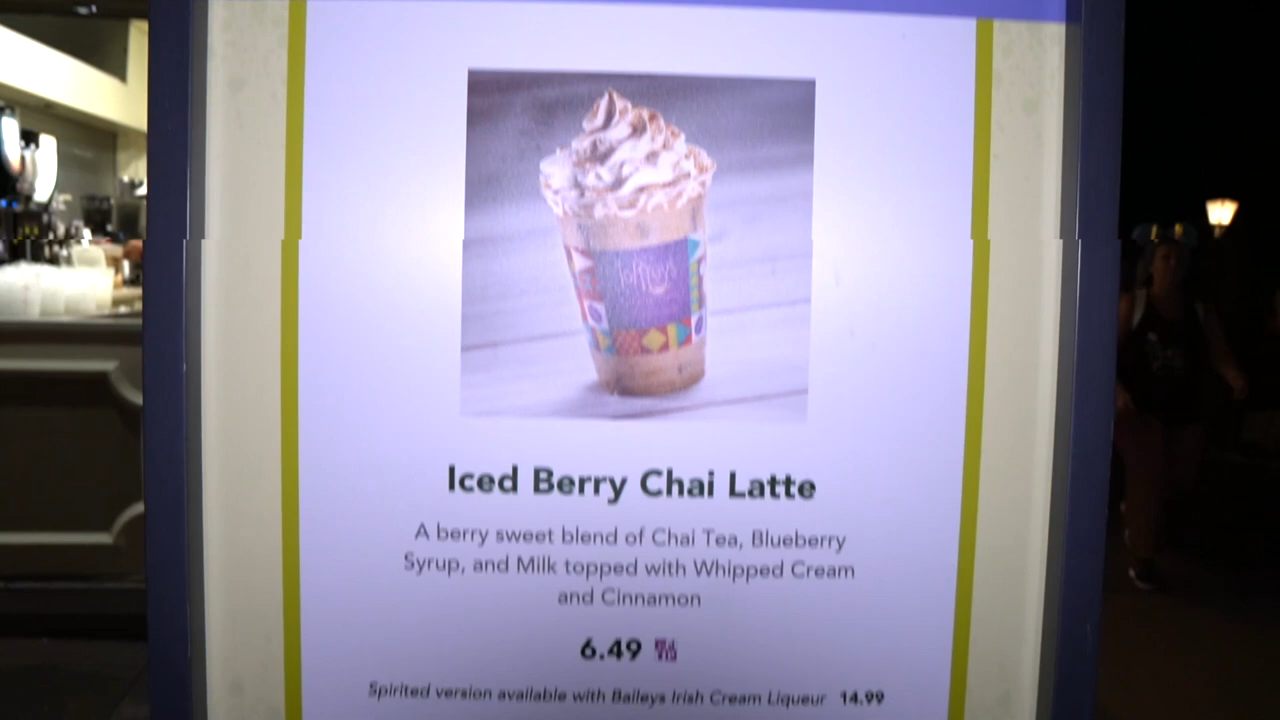 Joffrey's
Iced Berry Chai Latte
A berry sweet blend of Chai Tea, Blueberry
Syrup, and Milk topped with Whipped Cream
and Cinnamon
6.49
Spirited version available with Baileys Irish Cream Liqueur 14.99